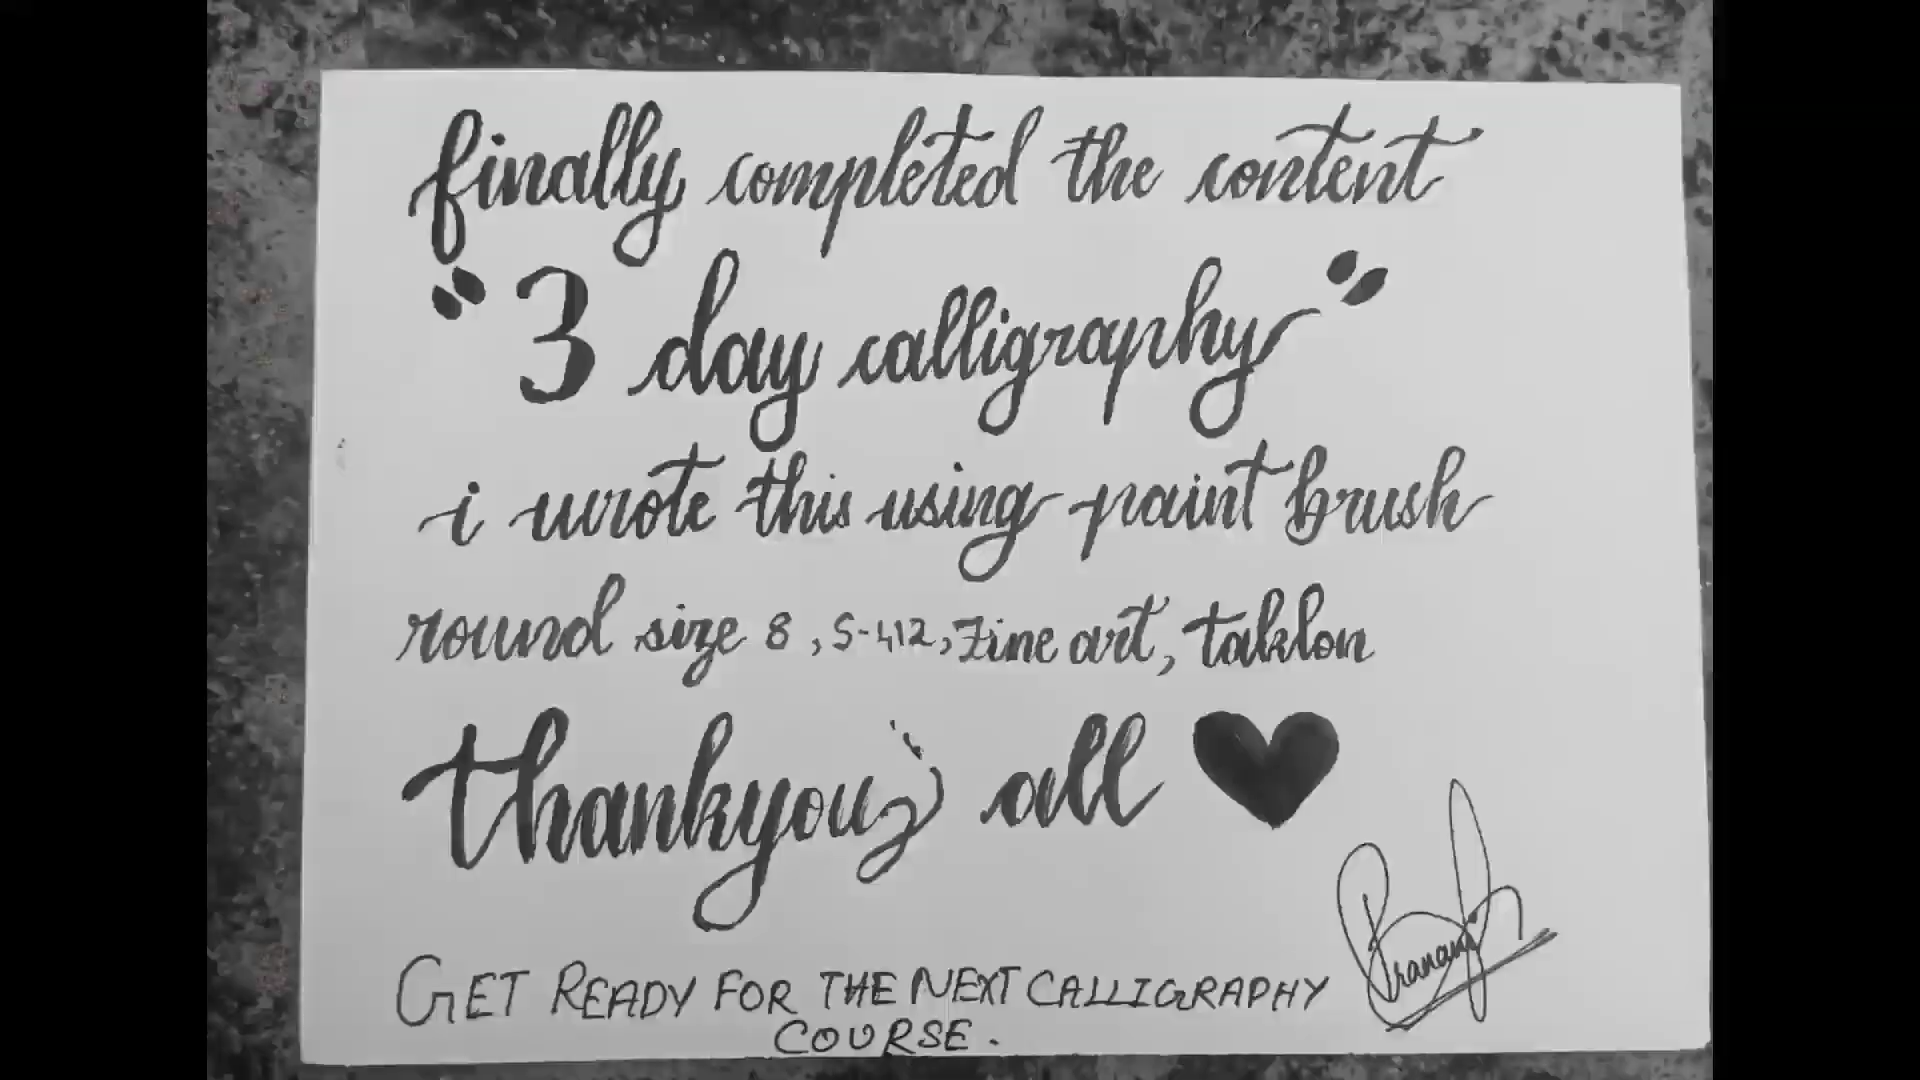 finally completed the content
"3 day calligraphy"
i wrote this using paint brush
round size 8, S-412, Fine art, taklon
thankyou all ♥
GET READY FOR THE NEXT CALLIGRAPHY
COURSE.